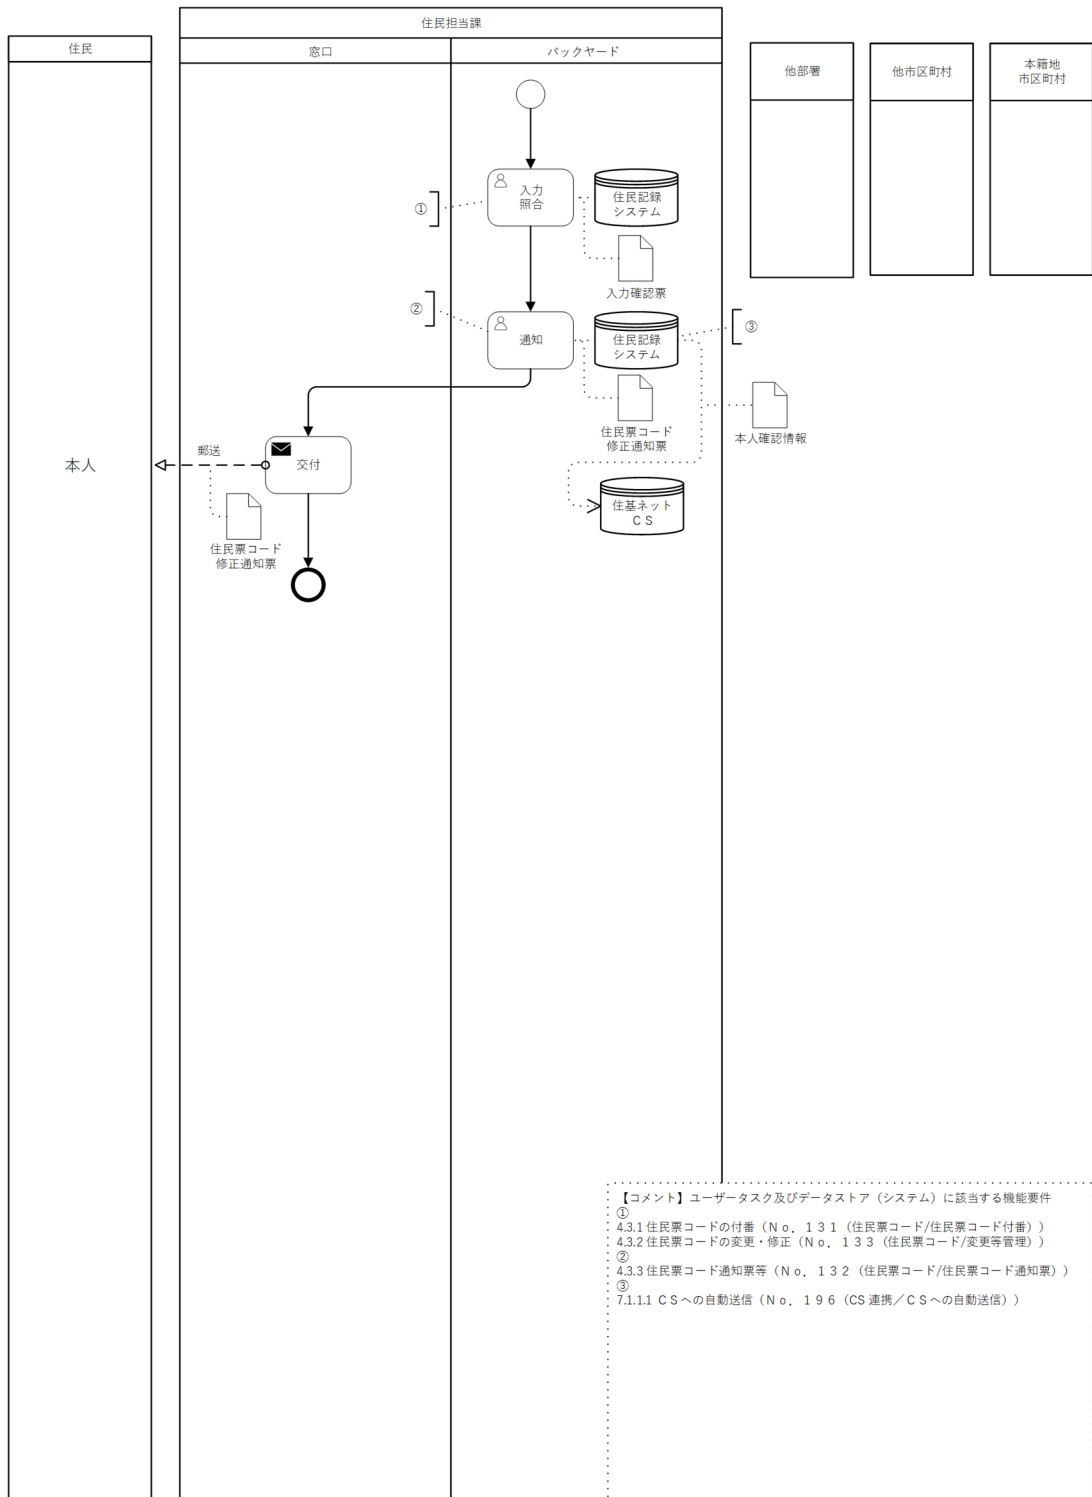 住民担当課
住民
窓口
バックヤード
他部署
他市区町村
本籍地
市区町村
入力
照合
住民記録
システム
①
入力確認票
②
通知
住民記録
システム
③
住民票コード
修正通知票
本人確認情報
郵送
本人
交付
住基ネット
ＣＳ
住民票コード
修正通知票
【コメント】ユーザータスク及びデータストア（システム）に該当する機能要件
①
4.3.1 住民票コードの付番（Ｎｏ．１３１（住民票コード/住民票コード付番））
4.3.2 住民票コードの変更・修正（Ｎｏ．１３３（住民票コード/変更等管理））
②
4.3.3 住民票コード通知票等（Ｎｏ．１３２（住民票コード/住民票コード通知票））
③
7.1.1.1 ＣＳへの自動送信（Ｎｏ．１９６（CS 連携／ＣＳへの自動送信））